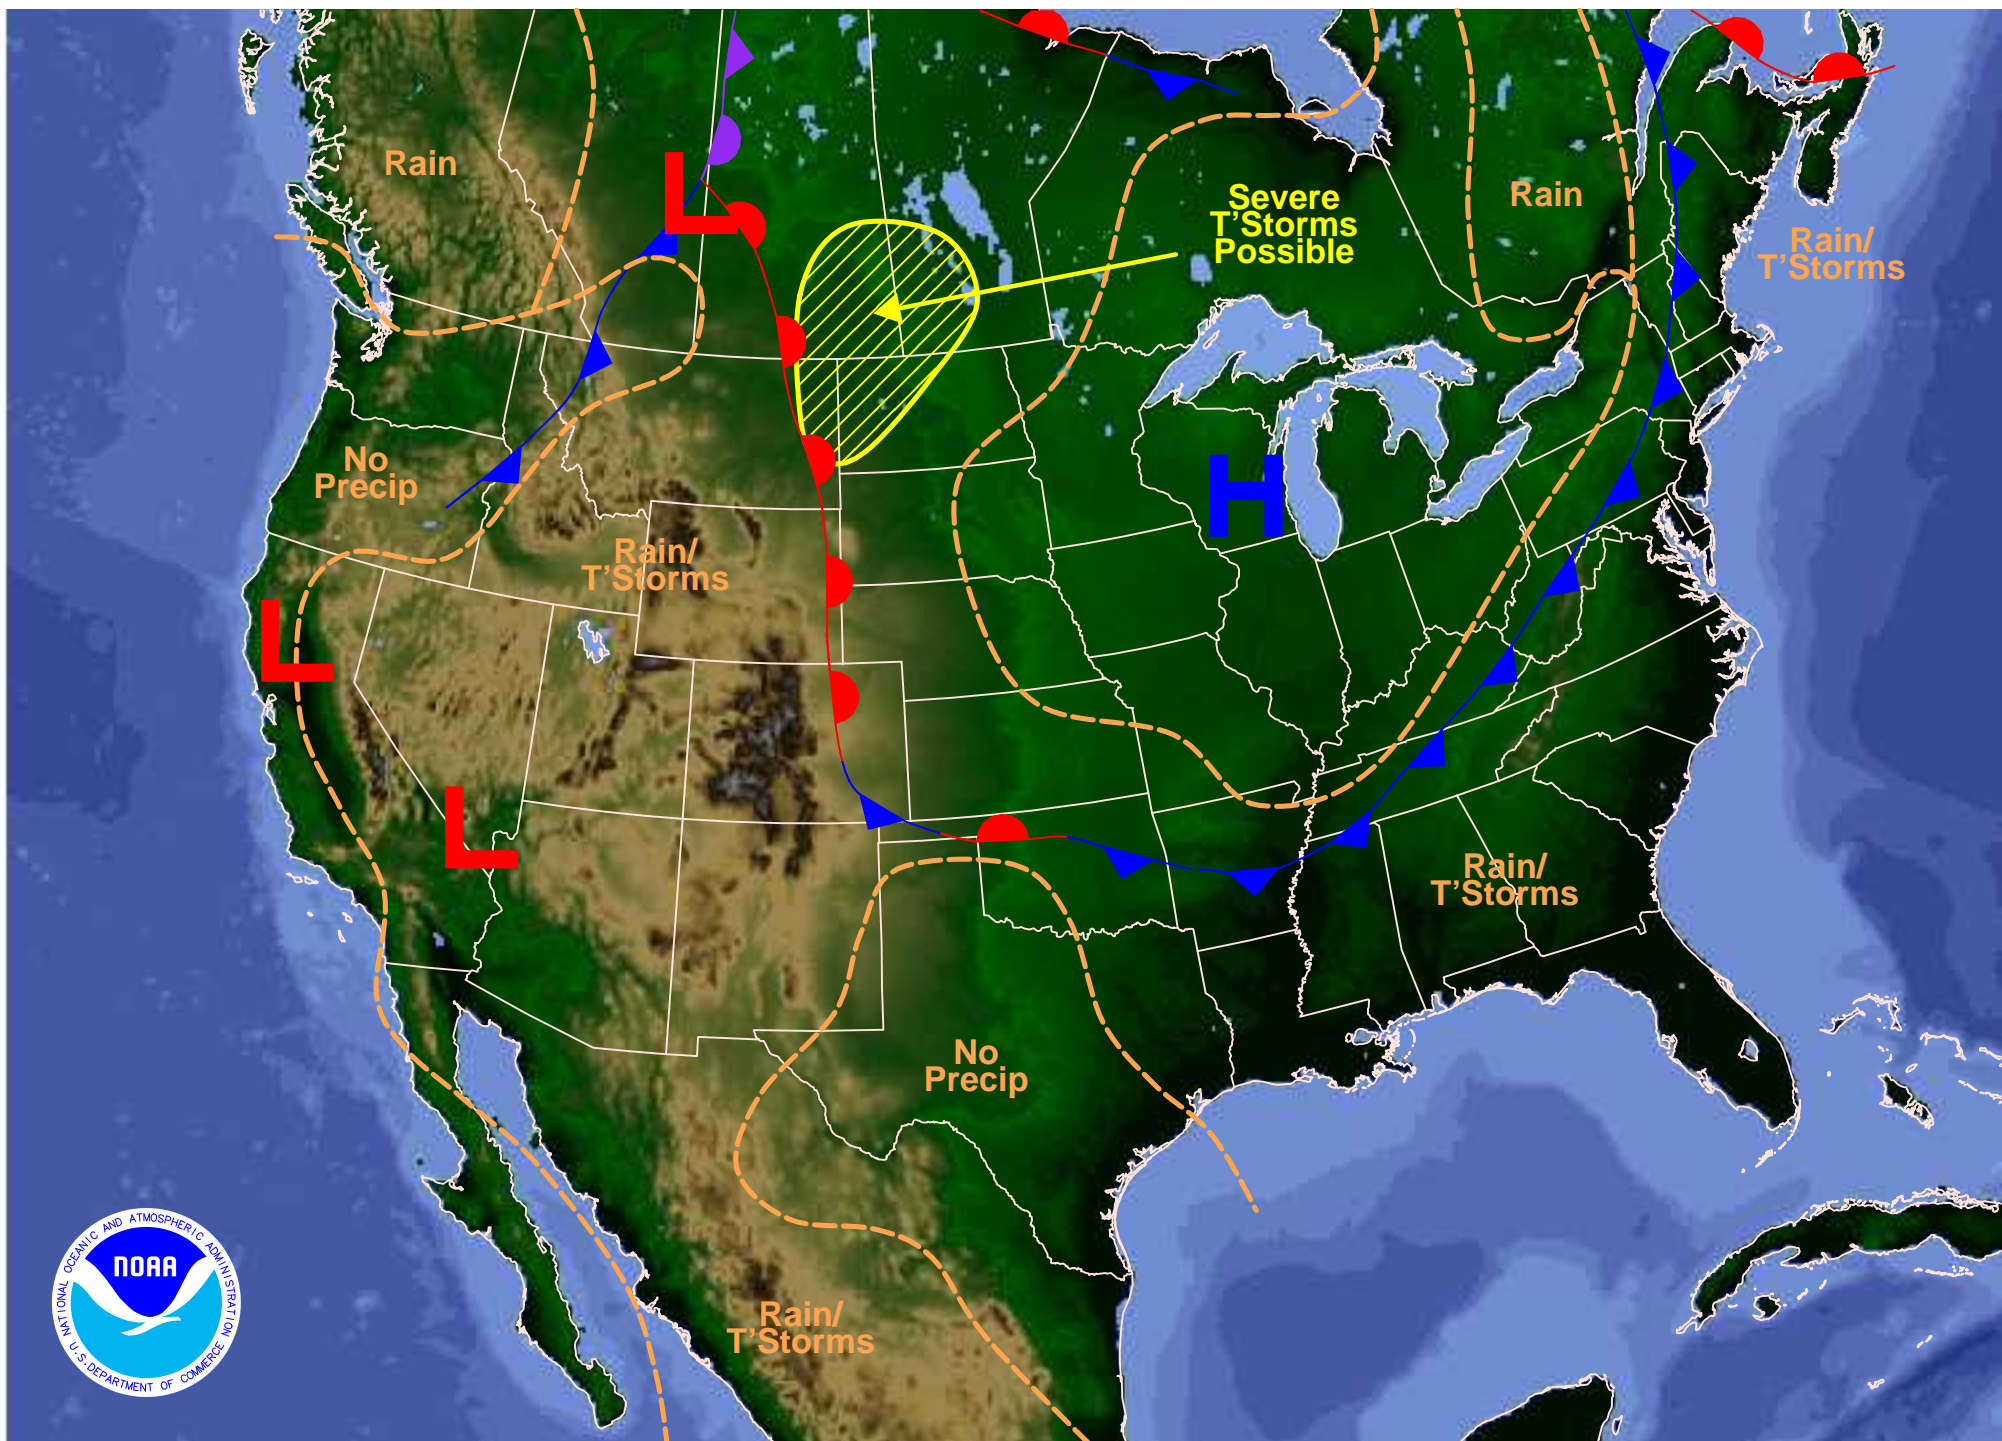 Rain
Severe
T'Storms
Possible
Rain
Rain/
T'Storms
No
Precip
H
Rain/
T'Storms
L
L
L
Rain/
T'Storms
No
Precip
Rain/
T'Storms
NATIONAL OCEANIC AND ATMOSPHERIC ADMINISTRATION
NOAA
U.S. DEPARTMENT OF COMMERCE